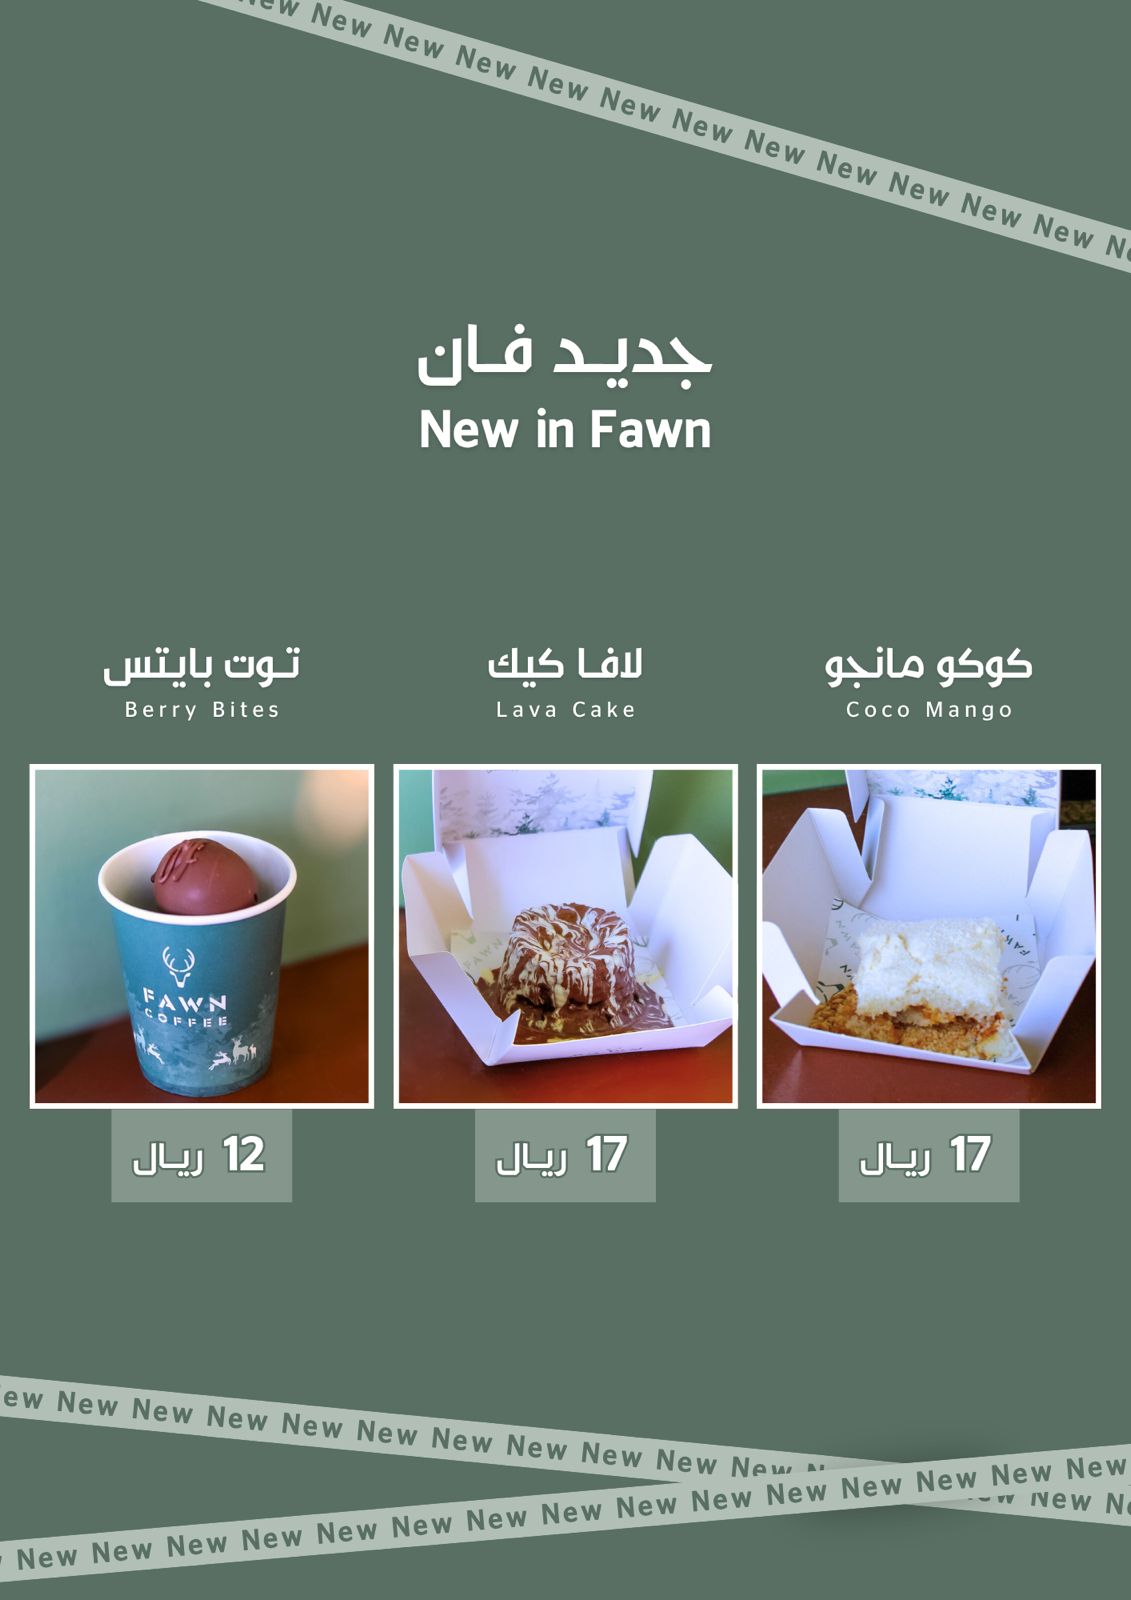 New New New New New New New New New New New New
جديد فان
New in Fawn
كوكو مانجو
Coco Mango
لافا كيك
Lava Cake
توت بايتس
Berry Bites
FAWN
COFFEE
FAWN
FAWN
FAWN
17 ريال
17 ريال
12 ريال
New New New New New New New New New New New New
New New New New New New New New New New New New New New New